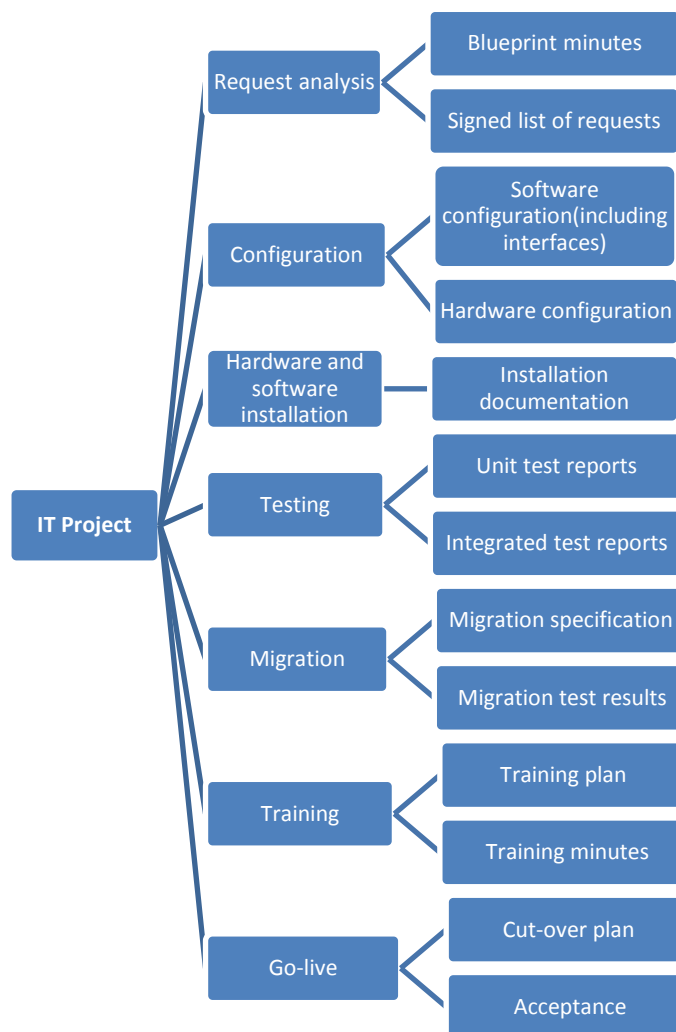 Blueprint minutes
Request analysis
Signed list of requests
Software
configuration(including
interfaces)
Configuration
Hardware configuration
Hardware and
software
installation
Installation
documentation
Unit test reports
IT Project
Testing
Integrated test reports
Migration specification
Migration
Migration test results
Training plan
Training
Training minutes
Cut-over plan
Go-live
Acceptance